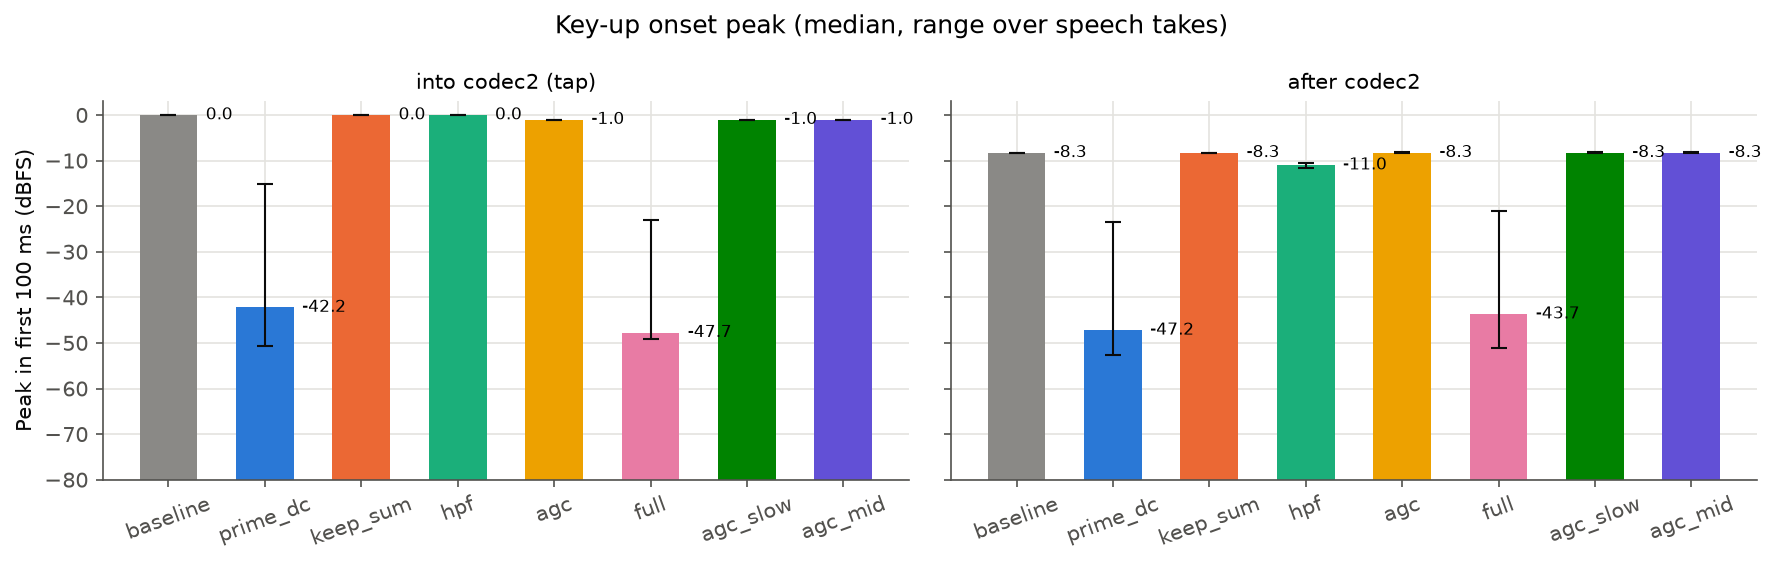 Key-up onset peak (median, range over speech takes)
into codec2 (tap)
after codec2
Peak in first 100 ms (dBFS)
0
−10
−20
−30
−40
−50
−60
−70
−80
0.0
-42.2
0.0
0.0
-1.0
-47.7
-1.0
-1.0
baseline
prime_dc
keep_sum
hpf
agc
full
agc_slow
agc_mid
-8.3
-47.2
-8.3
-11.0
-8.3
-43.7
-8.3
-8.3
baseline
prime_dc
keep_sum
hpf
agc
full
agc_slow
agc_mid